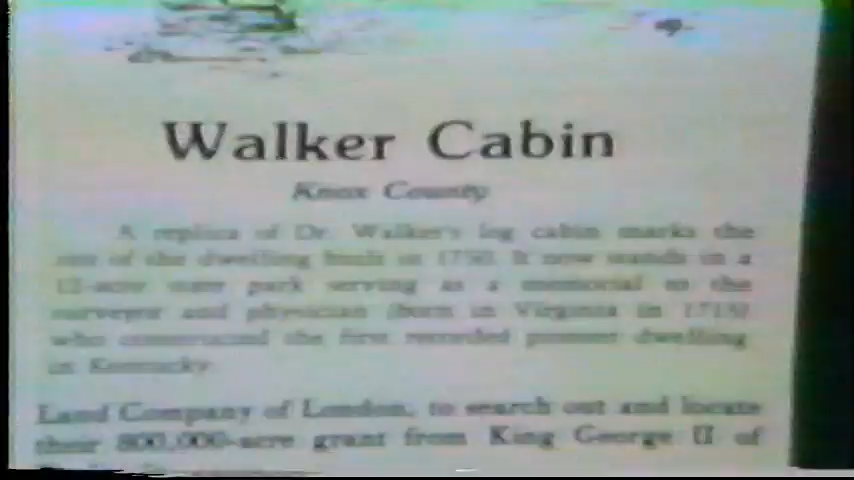 Walker Cabin
Knox County
A replica of Dr. Walker's log cabin marks the
site of the dwelling built in 1750. It now stands in a
12-acre state park serving as a memorial to the
surveyor and physician (born in Virginia in 1715)
who constructed the first recorded pioneer dwelling
in Kentucky.
Land Company of London, to search out and locate
their 800,000-acre grant from King George II of